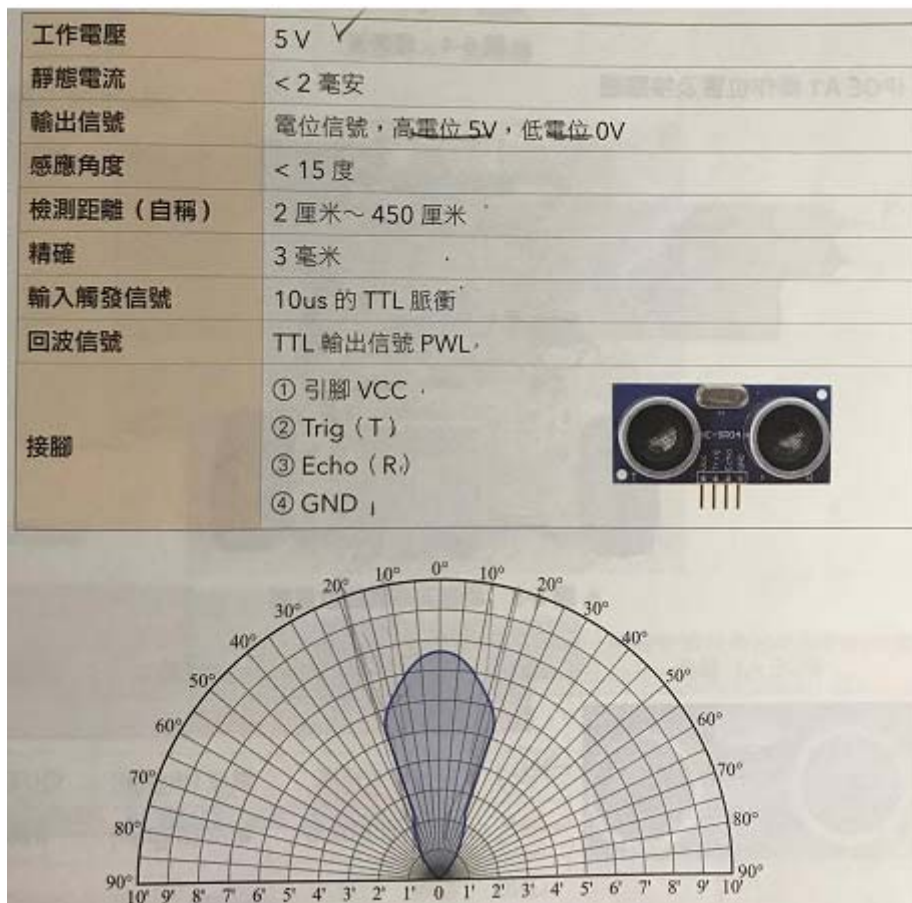 工作電壓 5 V
靜態電流 < 2 毫安
輸出信號 電位信號，高電位 5V，低電位 0V
感應角度 < 15 度
檢測距離（自稱） 2 厘米～ 450 厘米
精確 3 毫米
輸入觸發信號 10us 的 TTL 脈衝
回波信號 TTL 輸出信號 PWL
接腳
① 引腳 VCC
② Trig（T）
③ Echo（R）
④ GND
HC-SR04
0°
10° 10°
20° 20°
30° 30°
40° 40°
50° 50°
60° 60°
70° 70°
80° 80°
90° 90°
10' 9' 8' 7' 6' 5' 4' 3' 2' 1' 0 1' 2' 3' 4' 5' 6' 7' 8' 9' 10'